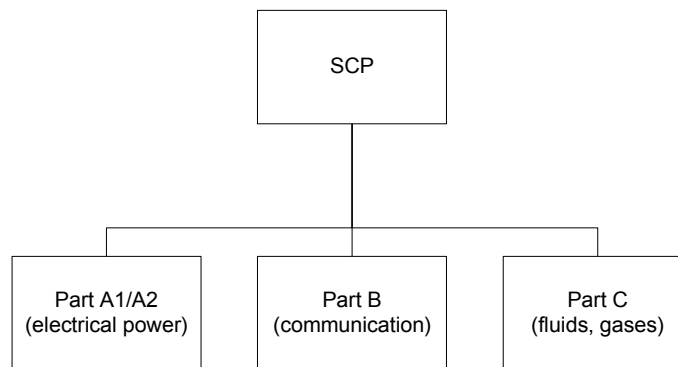 SCP
Part A1/A2
(electrical power)
Part B
(communication)
Part C
(fluids, gases)